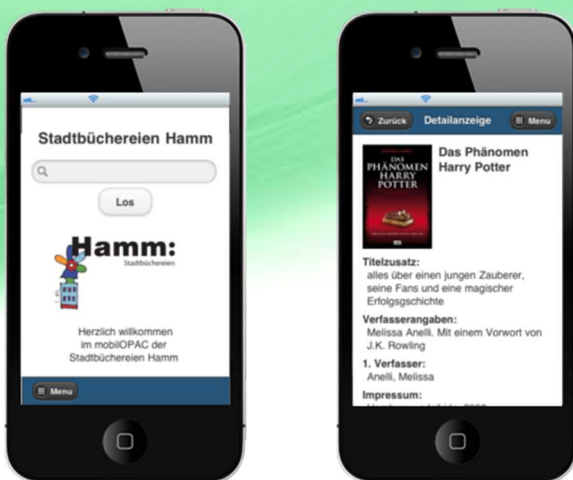 Stadtbüchereien Hamm
Los
Hamm:
Stadtbüchereien
Herzlich willkommen
im mobilOPAC der
Stadtbüchereien Hamm
Menu
Zurück
Detailanzeige
Menu
DAS
PHÄNOMEN
HARRY
POTTER
Das Phänomen
Harry Potter
Titelzusatz:
alles über einen jungen Zauberer,
seine Fans und eine magischer
Erfolgsgschichte
Verfasserangaben:
Melissa Anelli. Mit einem Vorwort von
J.K. Rowling
1. Verfasser:
Anelli, Melissa
Impressum: